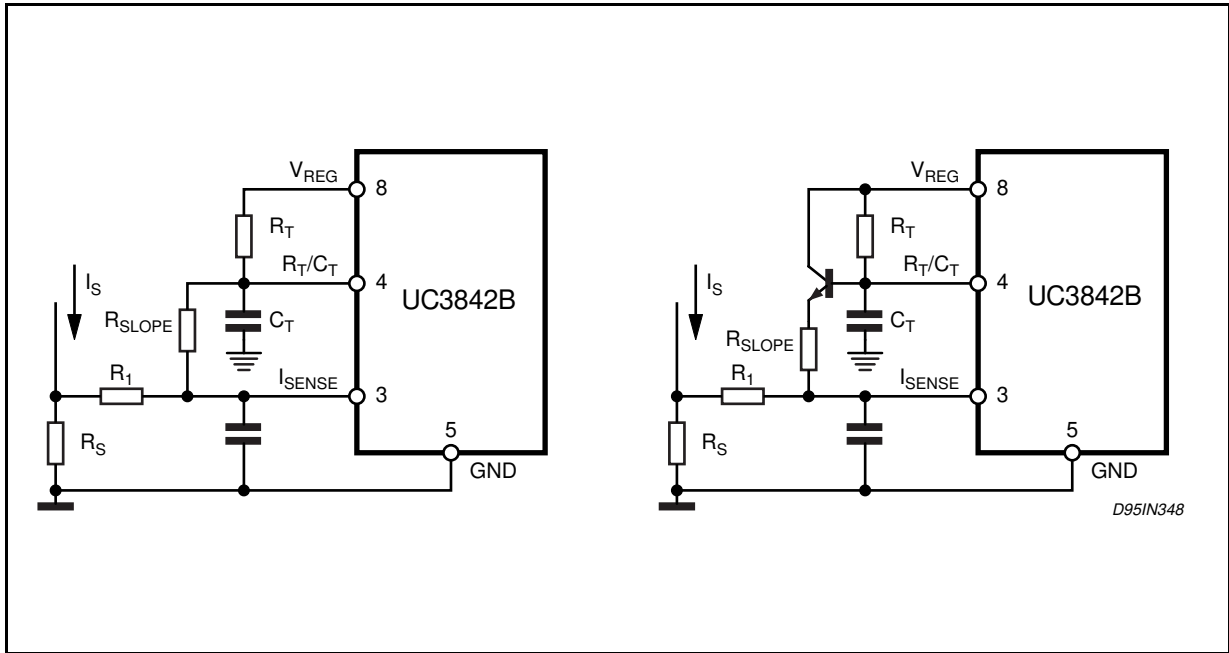 V_REG
8
R_T
R_T/C_T
4
UC3842B
I_S
R_SLOPE
C_T
R_1
I_SENSE
3
R_S
5
GND
V_REG
8
R_T
R_T/C_T
4
UC3842B
I_S
R_SLOPE
C_T
R_1
I_SENSE
3
R_S
5
GND
D95IN348